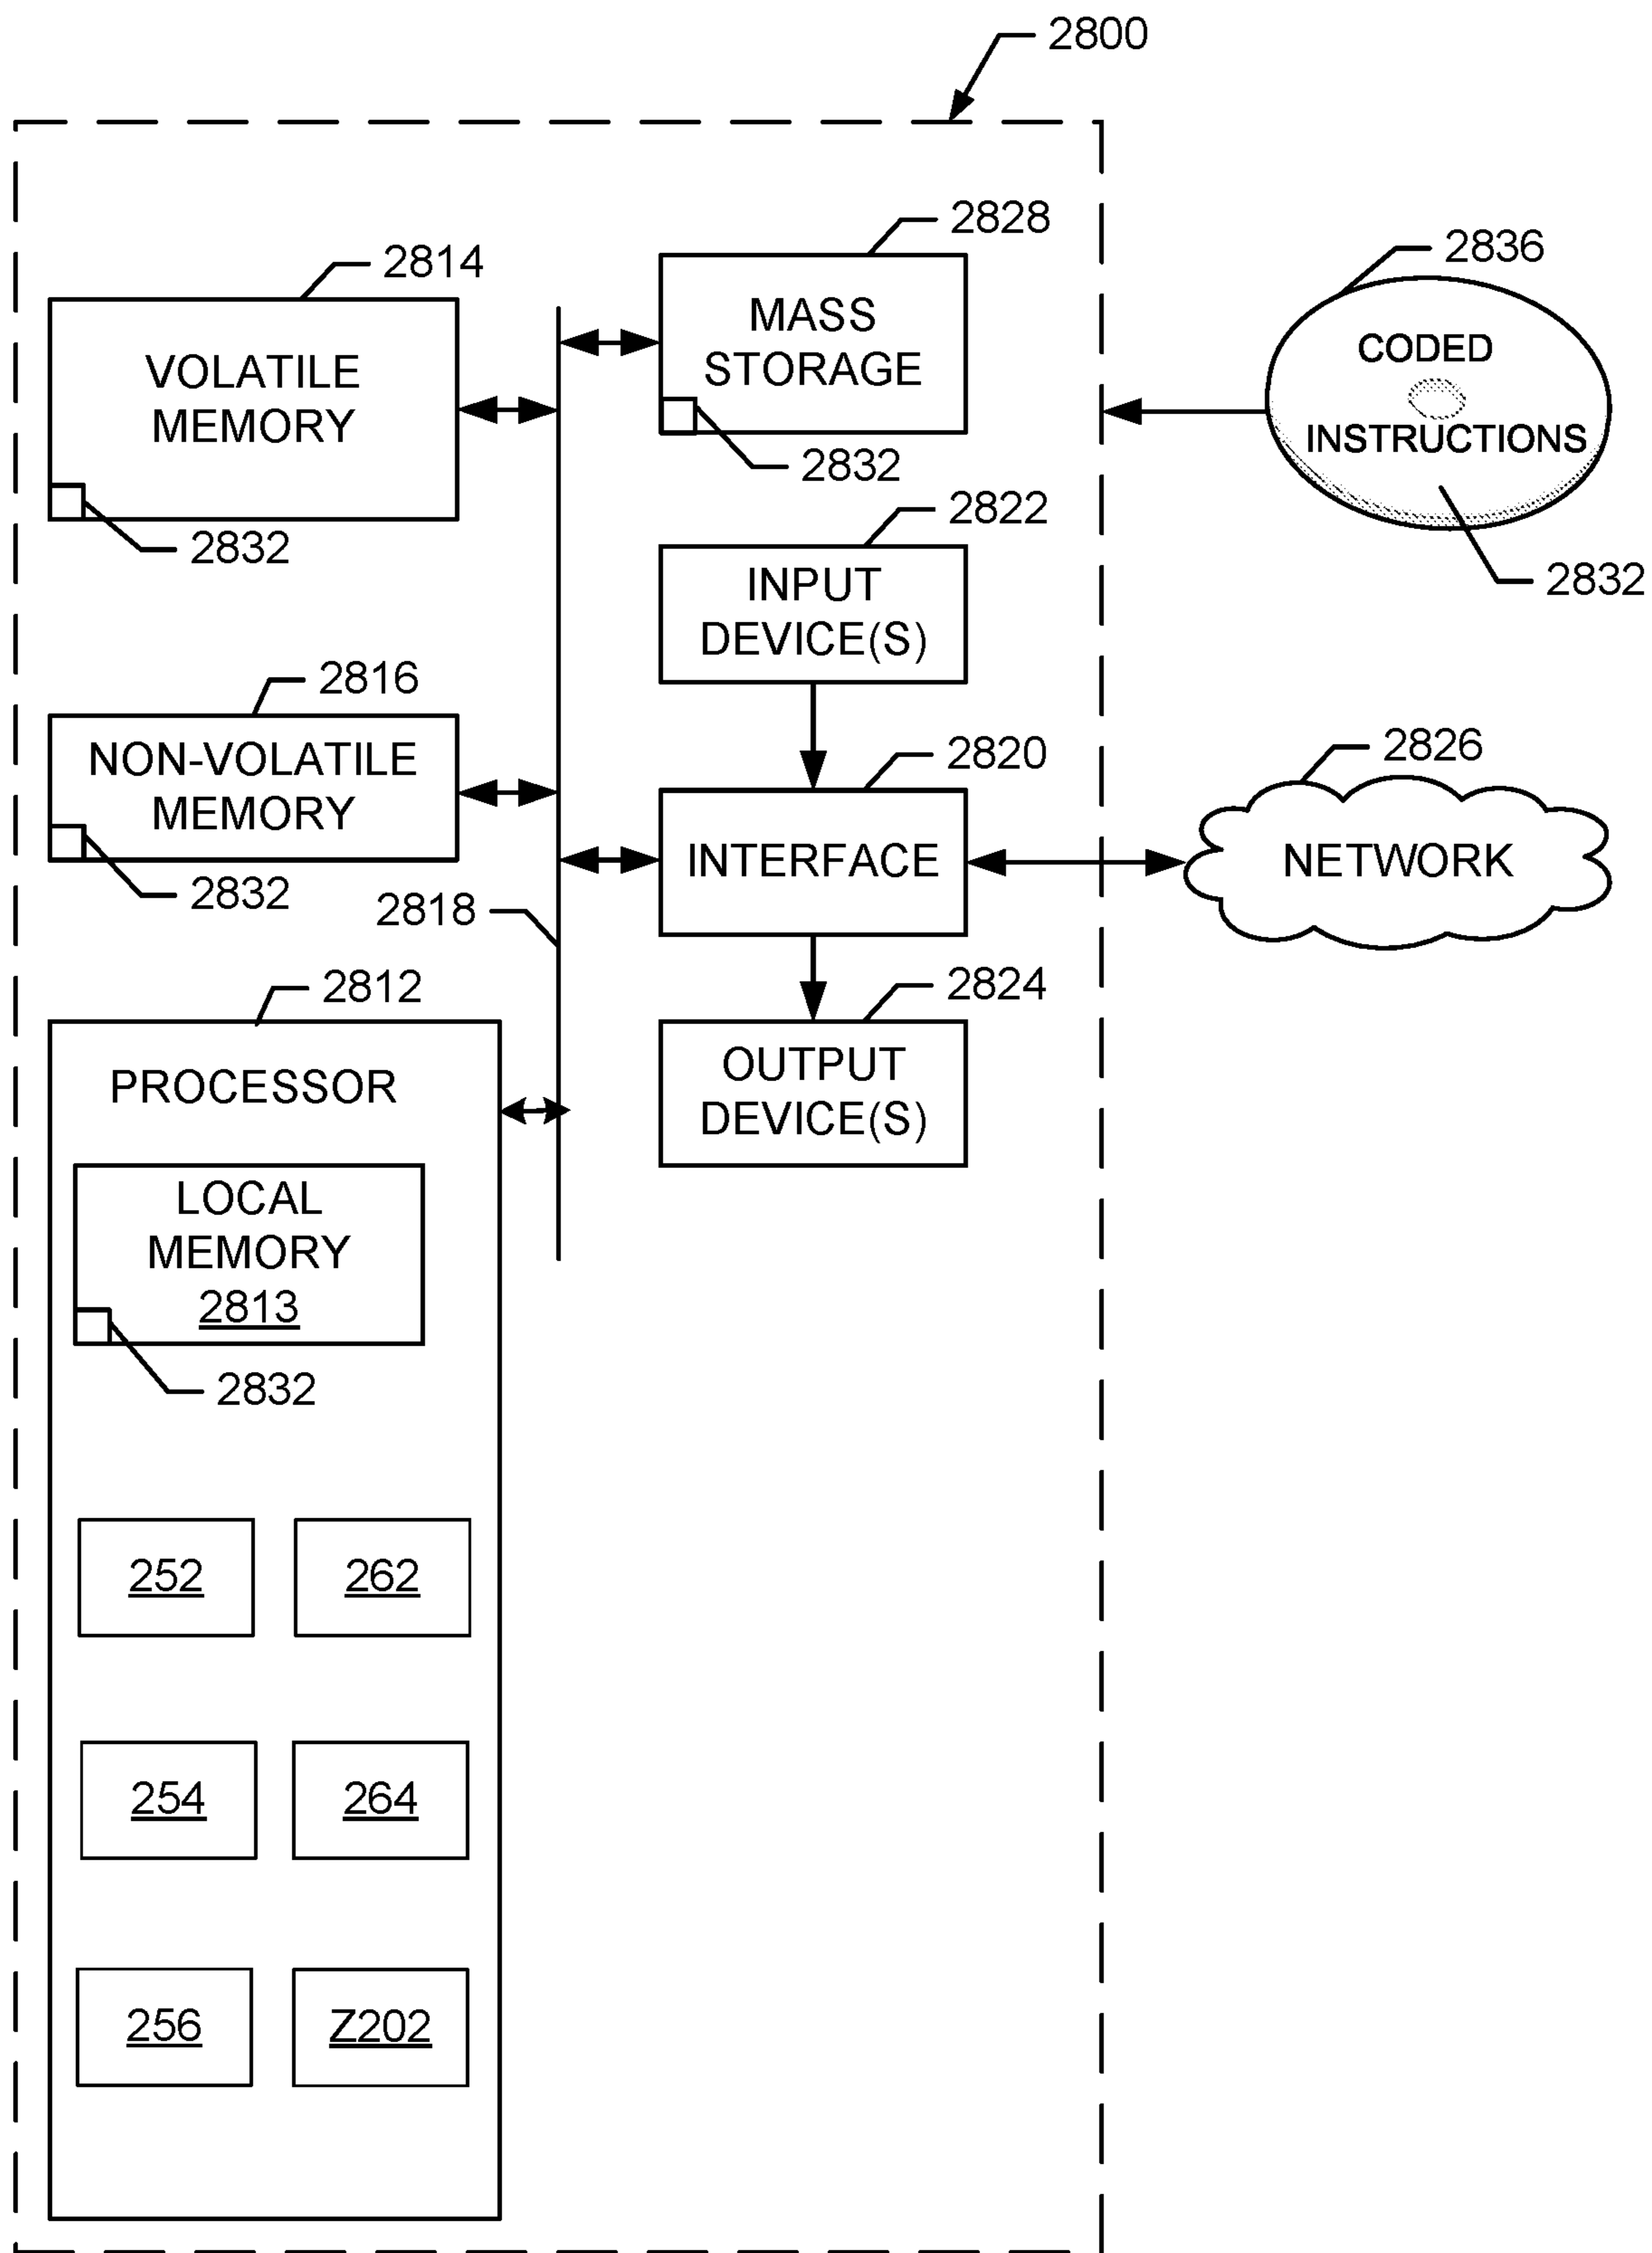 2800
2828
2836
2814
MASS
STORAGE
CODED
INSTRUCTIONS
VOLATILE
MEMORY
2832
2822
2832
2832
INPUT
DEVICE(S)
2816
2820
2826
NON-VOLATILE
MEMORY
INTERFACE
NETWORK
2832
2818
2812
2824
PROCESSOR
OUTPUT
DEVICE(S)
LOCAL
MEMORY
2813
2832
252
262
254
264
256
Z202